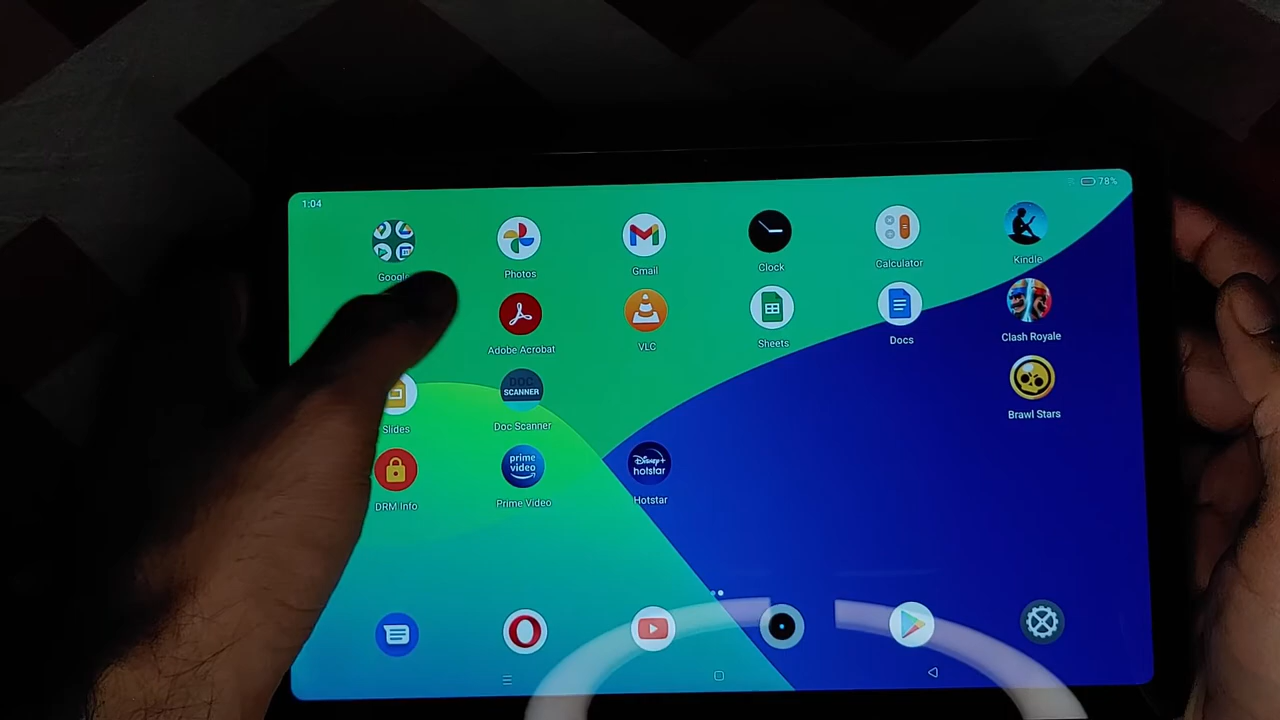 1:04
78%
Google
Photos
Gmail
Clock
Calculator
Kindle
Adobe Acrobat
VLC
Sheets
Docs
Clash Royale
Slides
DOC
SCANNER
Doc Scanner
Brawl Stars
DRM Info
prime
video
Prime Video
Disney+
hotstar
Hotstar